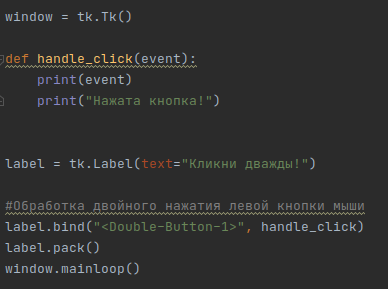 window = tk.Tk()
def handle_click(event):
    print(event)
    print("Нажата кнопка!")
label = tk.Label(text="Кликни дважды!")
#Обработка двойного нажатия левой кнопки мыши
label.bind("<Double-Button-1>", handle_click)
label.pack()
window.mainloop()